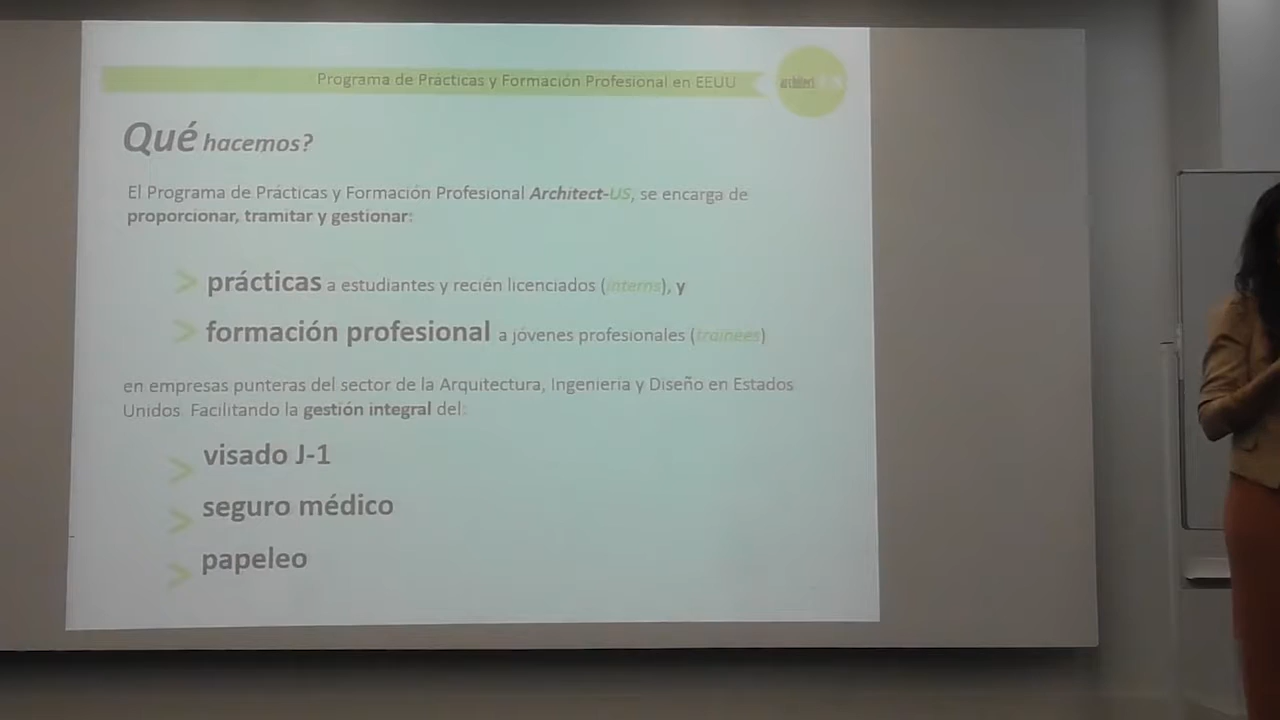 Programa de Prácticas y Formación Profesional en EEUU
architect
Qué hacemos?
El Programa de Prácticas y Formación Profesional Architect-US, se encarga de
proporcionar, tramitar y gestionar:
> prácticas a estudiantes y recién licenciados (interns), y
> formación profesional a jóvenes profesionales (trainees)
en empresas punteras del sector de la Arquitectura, Ingeniería y Diseño en Estados
Unidos Facilitando la gestión integral del:
> visado J-1
> seguro médico
> papeleo